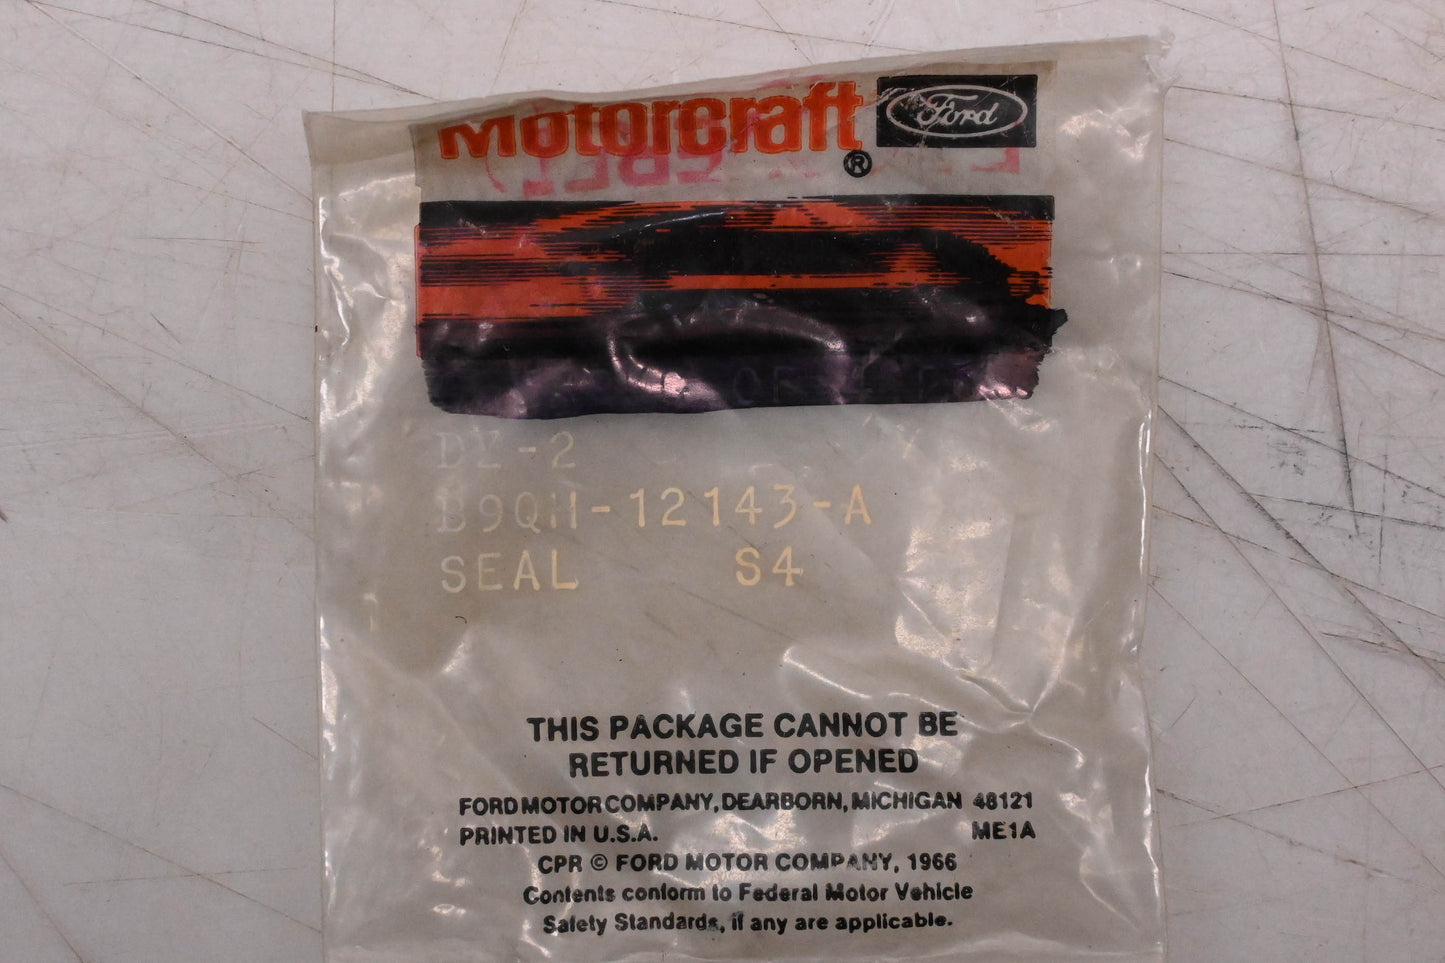 Motorcraft Ford
®
DY-2
B9QH-12143-A
SEAL S4
THIS PACKAGE CANNOT BE
RETURNED IF OPENED
FORD MOTOR COMPANY, DEARBORN, MICHIGAN 48121
PRINTED IN U.S.A. ME1A
CPR © FORD MOTOR COMPANY, 1966
Contents conform to Federal Motor Vehicle
Safety Standards, if any are applicable.